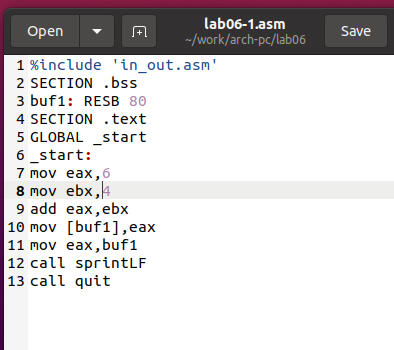 Open
lab06-1.asm
~/work/arch-pc/lab06
Save
1 %include 'in_out.asm'
2 SECTION .bss
3 buf1: RESB 80
4 SECTION .text
5 GLOBAL _start
6 _start:
7 mov eax,6
8 mov ebx,4
9 add eax,ebx
10 mov [buf1],eax
11 mov eax,buf1
12 call sprintLF
13 call quit